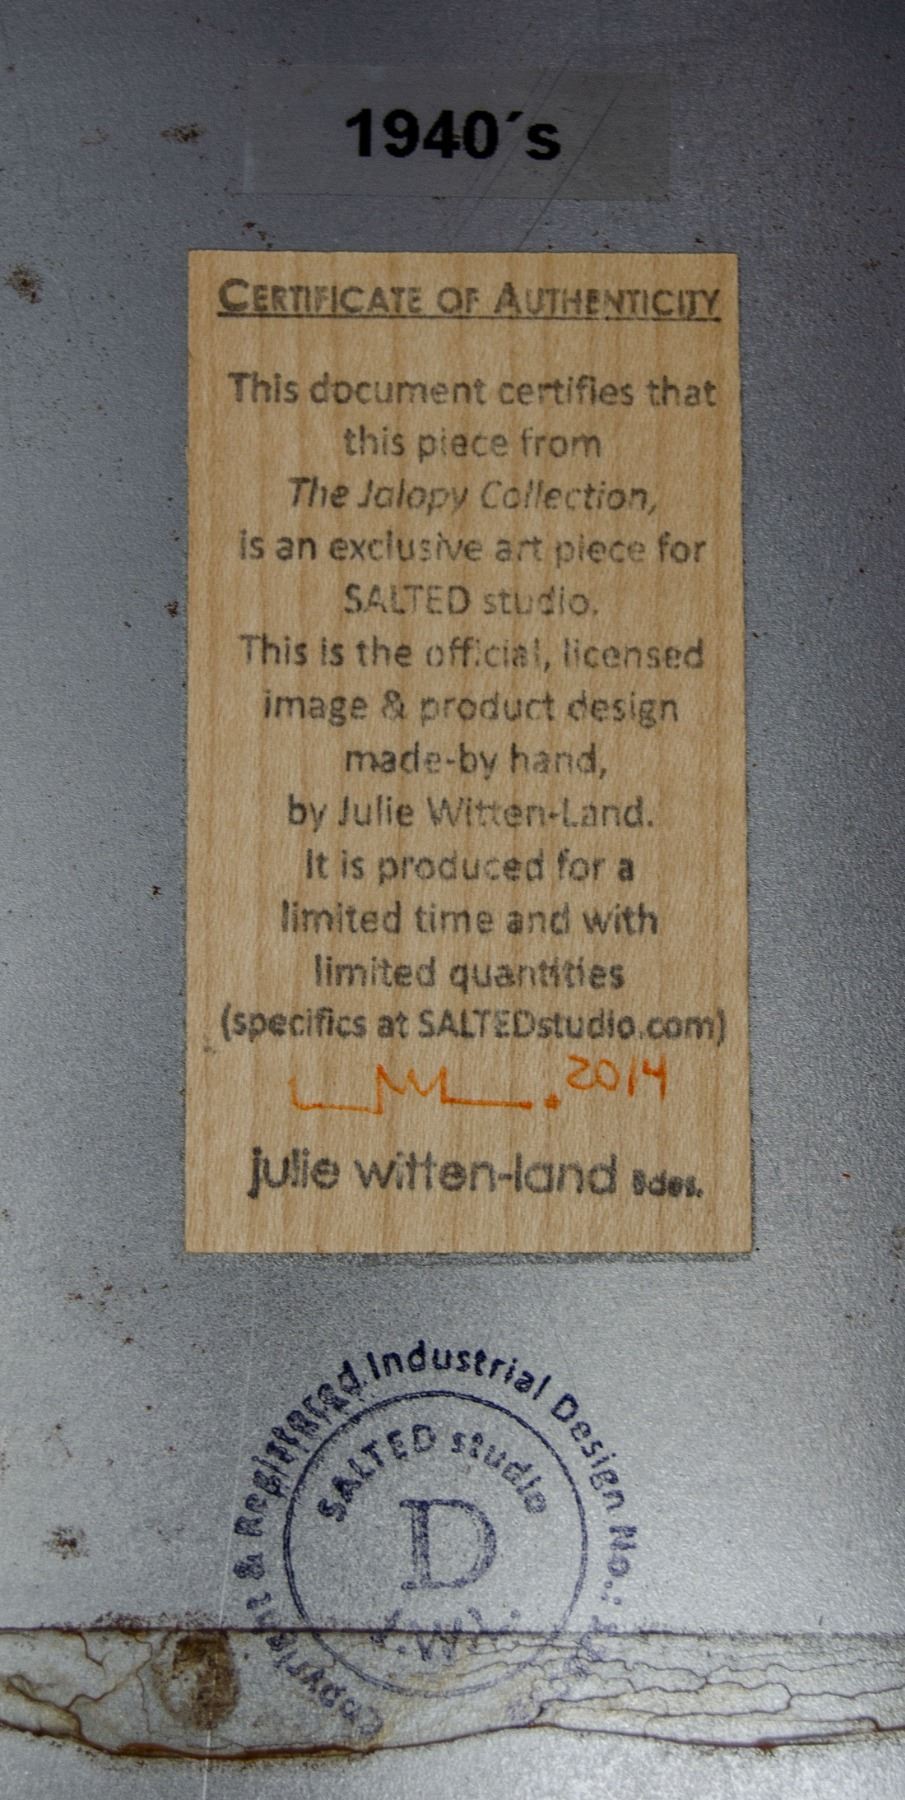 1940´s
CERTIFICATE OF AUTHENTICITY
This document certifies that
this piece from
The Jalopy Collection,
is an exclusive art piece for
SALTED studio.
This is the official, licensed
image & product design
made-by hand,
by Julie Witten-Land.
It is produced for a
limited time and with
limited quantities
(specifics at SALTEDstudio.com)
2014
julie witten-land Bdes.
Copyright & Registered Industrial Design No.:
SALTED studio
D